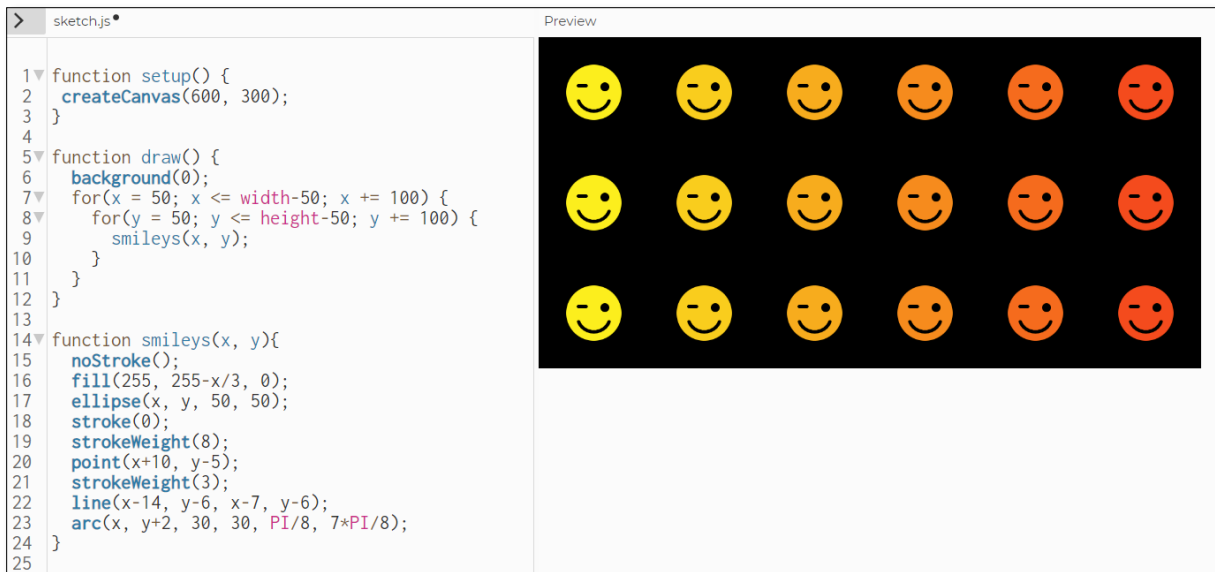 sketch.js
Preview
1 function setup() {
2  createCanvas(600, 300);
3 }
4
5 function draw() {
6   background(0);
7   for(x = 50; x <= width-50; x += 100) {
8     for(y = 50; y <= height-50; y += 100) {
9       smileys(x, y);
10     }
11   }
12 }
13
14 function smileys(x, y){
15   noStroke();
16   fill(255, 255-x/3, 0);
17   ellipse(x, y, 50, 50);
18   stroke(0);
19   strokeWeight(8);
20   point(x+10, y-5);
21   strokeWeight(3);
22   line(x-14, y-6, x-7, y-6);
23   arc(x, y+2, 30, 30, PI/8, 7*PI/8);
24 }
25